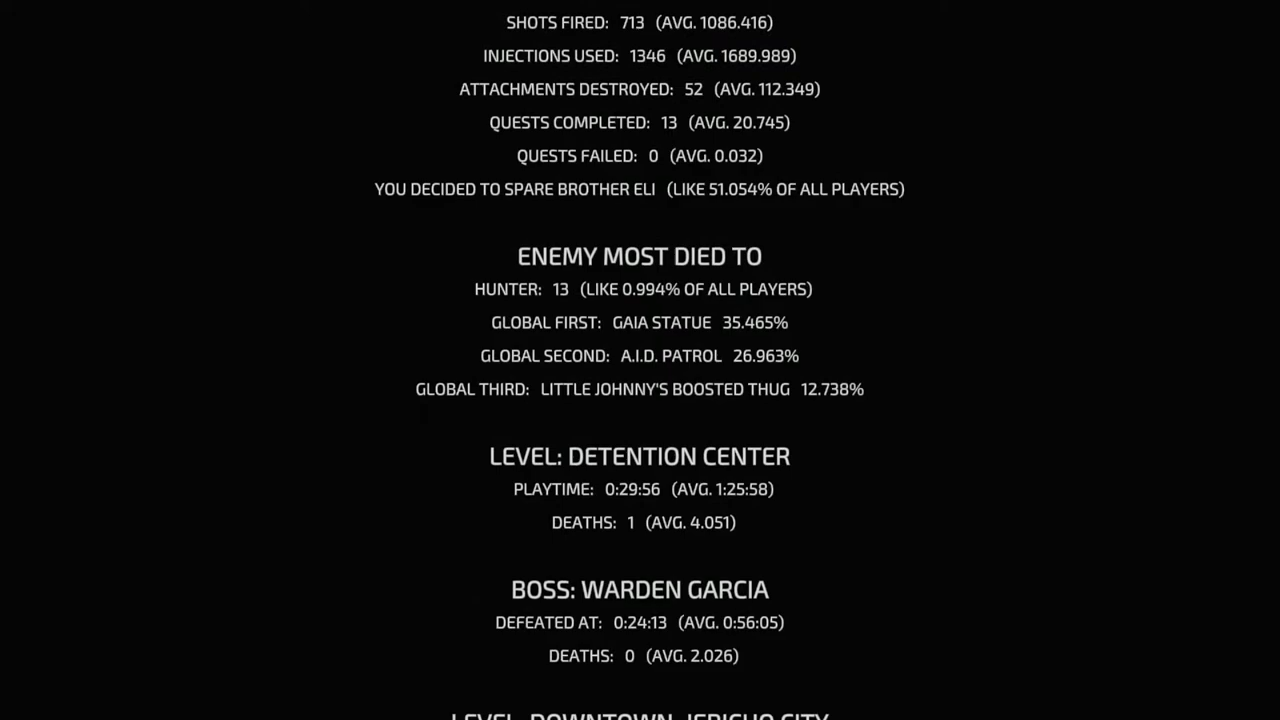 SHOTS FIRED: 713 (AVG. 1086.416)
INJECTIONS USED: 1346 (AVG. 1689.989)
ATTACHMENTS DESTROYED: 52 (AVG. 112.349)
QUESTS COMPLETED: 13 (AVG. 20.745)
QUESTS FAILED: 0 (AVG. 0.032)
YOU DECIDED TO SPARE BROTHER ELI (LIKE 51.054% OF ALL PLAYERS)
ENEMY MOST DIED TO
HUNTER: 13 (LIKE 0.994% OF ALL PLAYERS)
GLOBAL FIRST: GAIA STATUE 35.465%
GLOBAL SECOND: A.I.D. PATROL 26.963%
GLOBAL THIRD: LITTLE JOHNNY'S BOOSTED THUG 12.738%
LEVEL: DETENTION CENTER
PLAYTIME: 0:29:56 (AVG. 1:25:58)
DEATHS: 1 (AVG. 4.051)
BOSS: WARDEN GARCIA
DEFEATED AT: 0:24:13 (AVG. 0:56:05)
DEATHS: 0 (AVG. 2.026)
LEVEL: DOWNTOWN JERICHO CITY